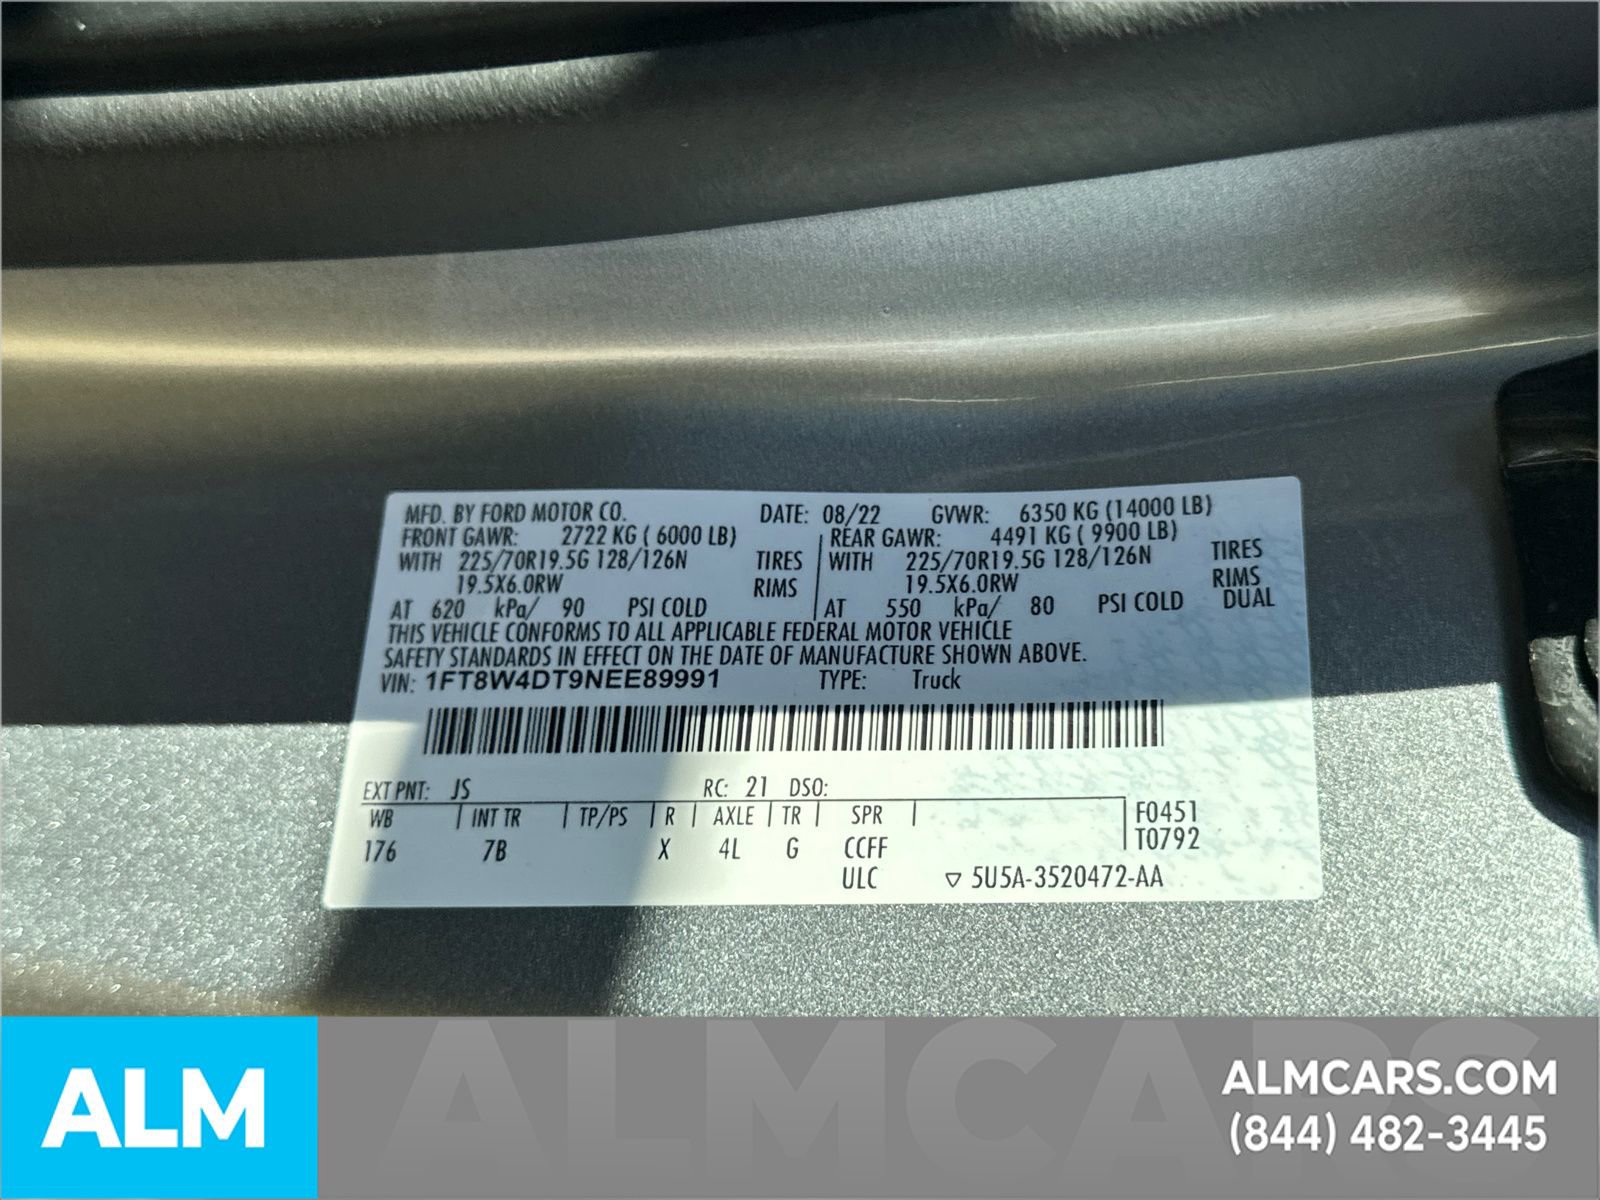 MFD. BY FORD MOTOR CO. DATE: 08/22 GVWR: 6350 KG (14000 LB)
FRONT GAWR: 2722 KG ( 6000 LB) REAR GAWR: 4491 KG ( 9900 LB)
WITH 225/70R19.5G 128/126N TIRES WITH 225/70R19.5G 128/126N TIRES
19.5X6.0RW RIMS 19.5X6.0RW RIMS
AT 620 kPa/ 90 PSI COLD AT 550 kPa/ 80 PSI COLD DUAL
THIS VEHICLE CONFORMS TO ALL APPLICABLE FEDERAL MOTOR VEHICLE
SAFETY STANDARDS IN EFFECT ON THE DATE OF MANUFACTURE SHOWN ABOVE.
VIN: 1FT8W4DT9NEE89991 TYPE: Truck
EXT PNT: JS RC: 21 DSO:
WB INT TR TP/PS R AXLE TR SPR F0451
176 7B X 4L G CCFF T0792
ULC ▽ 5U5A-3520472-AA
ALMCARS
ALM
ALMCARS.COM
(844) 482-3445